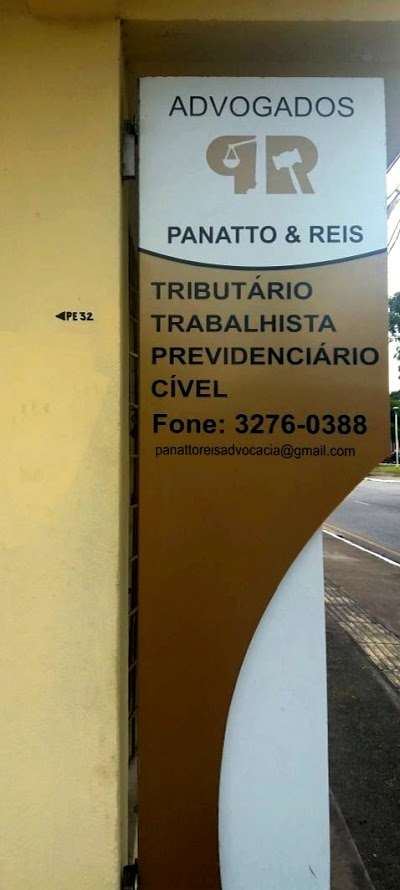 ADVOGADOS
PR
PANATTO & REIS
TRIBUTÁRIO
TRABALHISTA
PREVIDENCIÁRIO
CÍVEL
Fone: 3276-0388
panattoreisadvocacia@gmail.com
PE 32